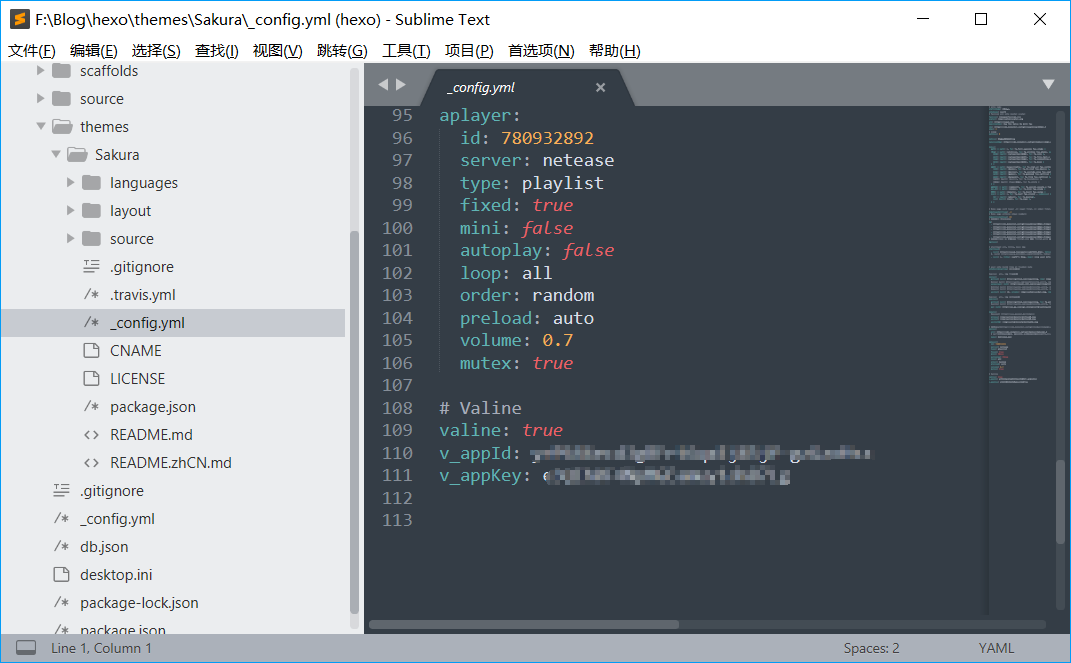 F:\Blog\hexo\themes\Sakura\_config.yml (hexo) - Sublime Text
文件(F) 编辑(E) 选择(S) 查找(I) 视图(V) 跳转(G) 工具(T) 项目(P) 首选项(N) 帮助(H)
scaffolds
source
themes
Sakura
languages
layout
source
.gitignore
.travis.yml
_config.yml
CNAME
LICENSE
package.json
README.md
README.zhCN.md
.gitignore
_config.yml
db.json
desktop.ini
package-lock.json
package.json
_config.yml
95 aplayer:
96 id: 780932892
97 server: netease
98 type: playlist
99 fixed: true
100 mini: false
101 autoplay: false
102 loop: all
103 order: random
104 preload: auto
105 volume: 0.7
106 mutex: true
107
108 # Valine
109 valine: true
110 v_appId:
111 v_appKey:
112
113
Line 1, Column 1
Spaces: 2
YAML